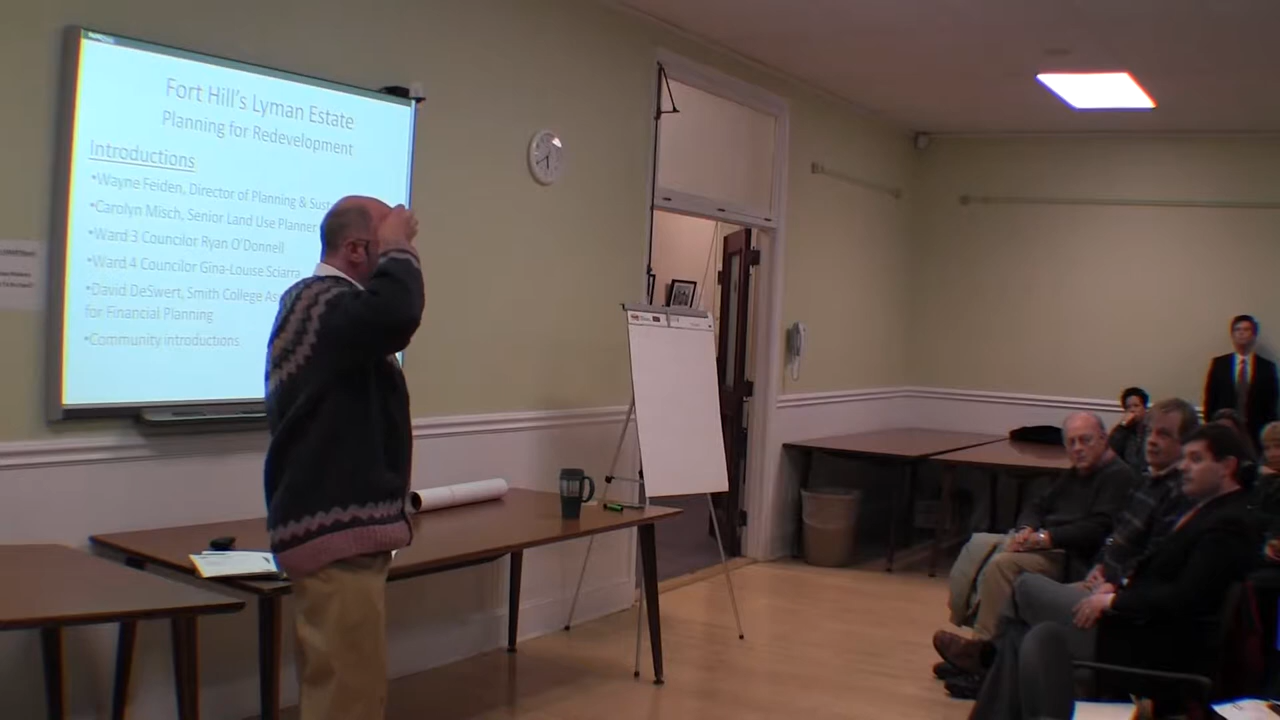 Fort Hill's Lyman Estate
Planning for Redevelopment
Introductions
•Wayne Feiden, Director of Planning & Sust
•Carolyn Misch, Senior Land Use Planner
•Ward 3 Councilor Ryan O'Donnell
•Ward 4 Councilor Gina-Louise Sciarra
•David DeSwert, Smith College As
for Financial Planning
•Community introductions